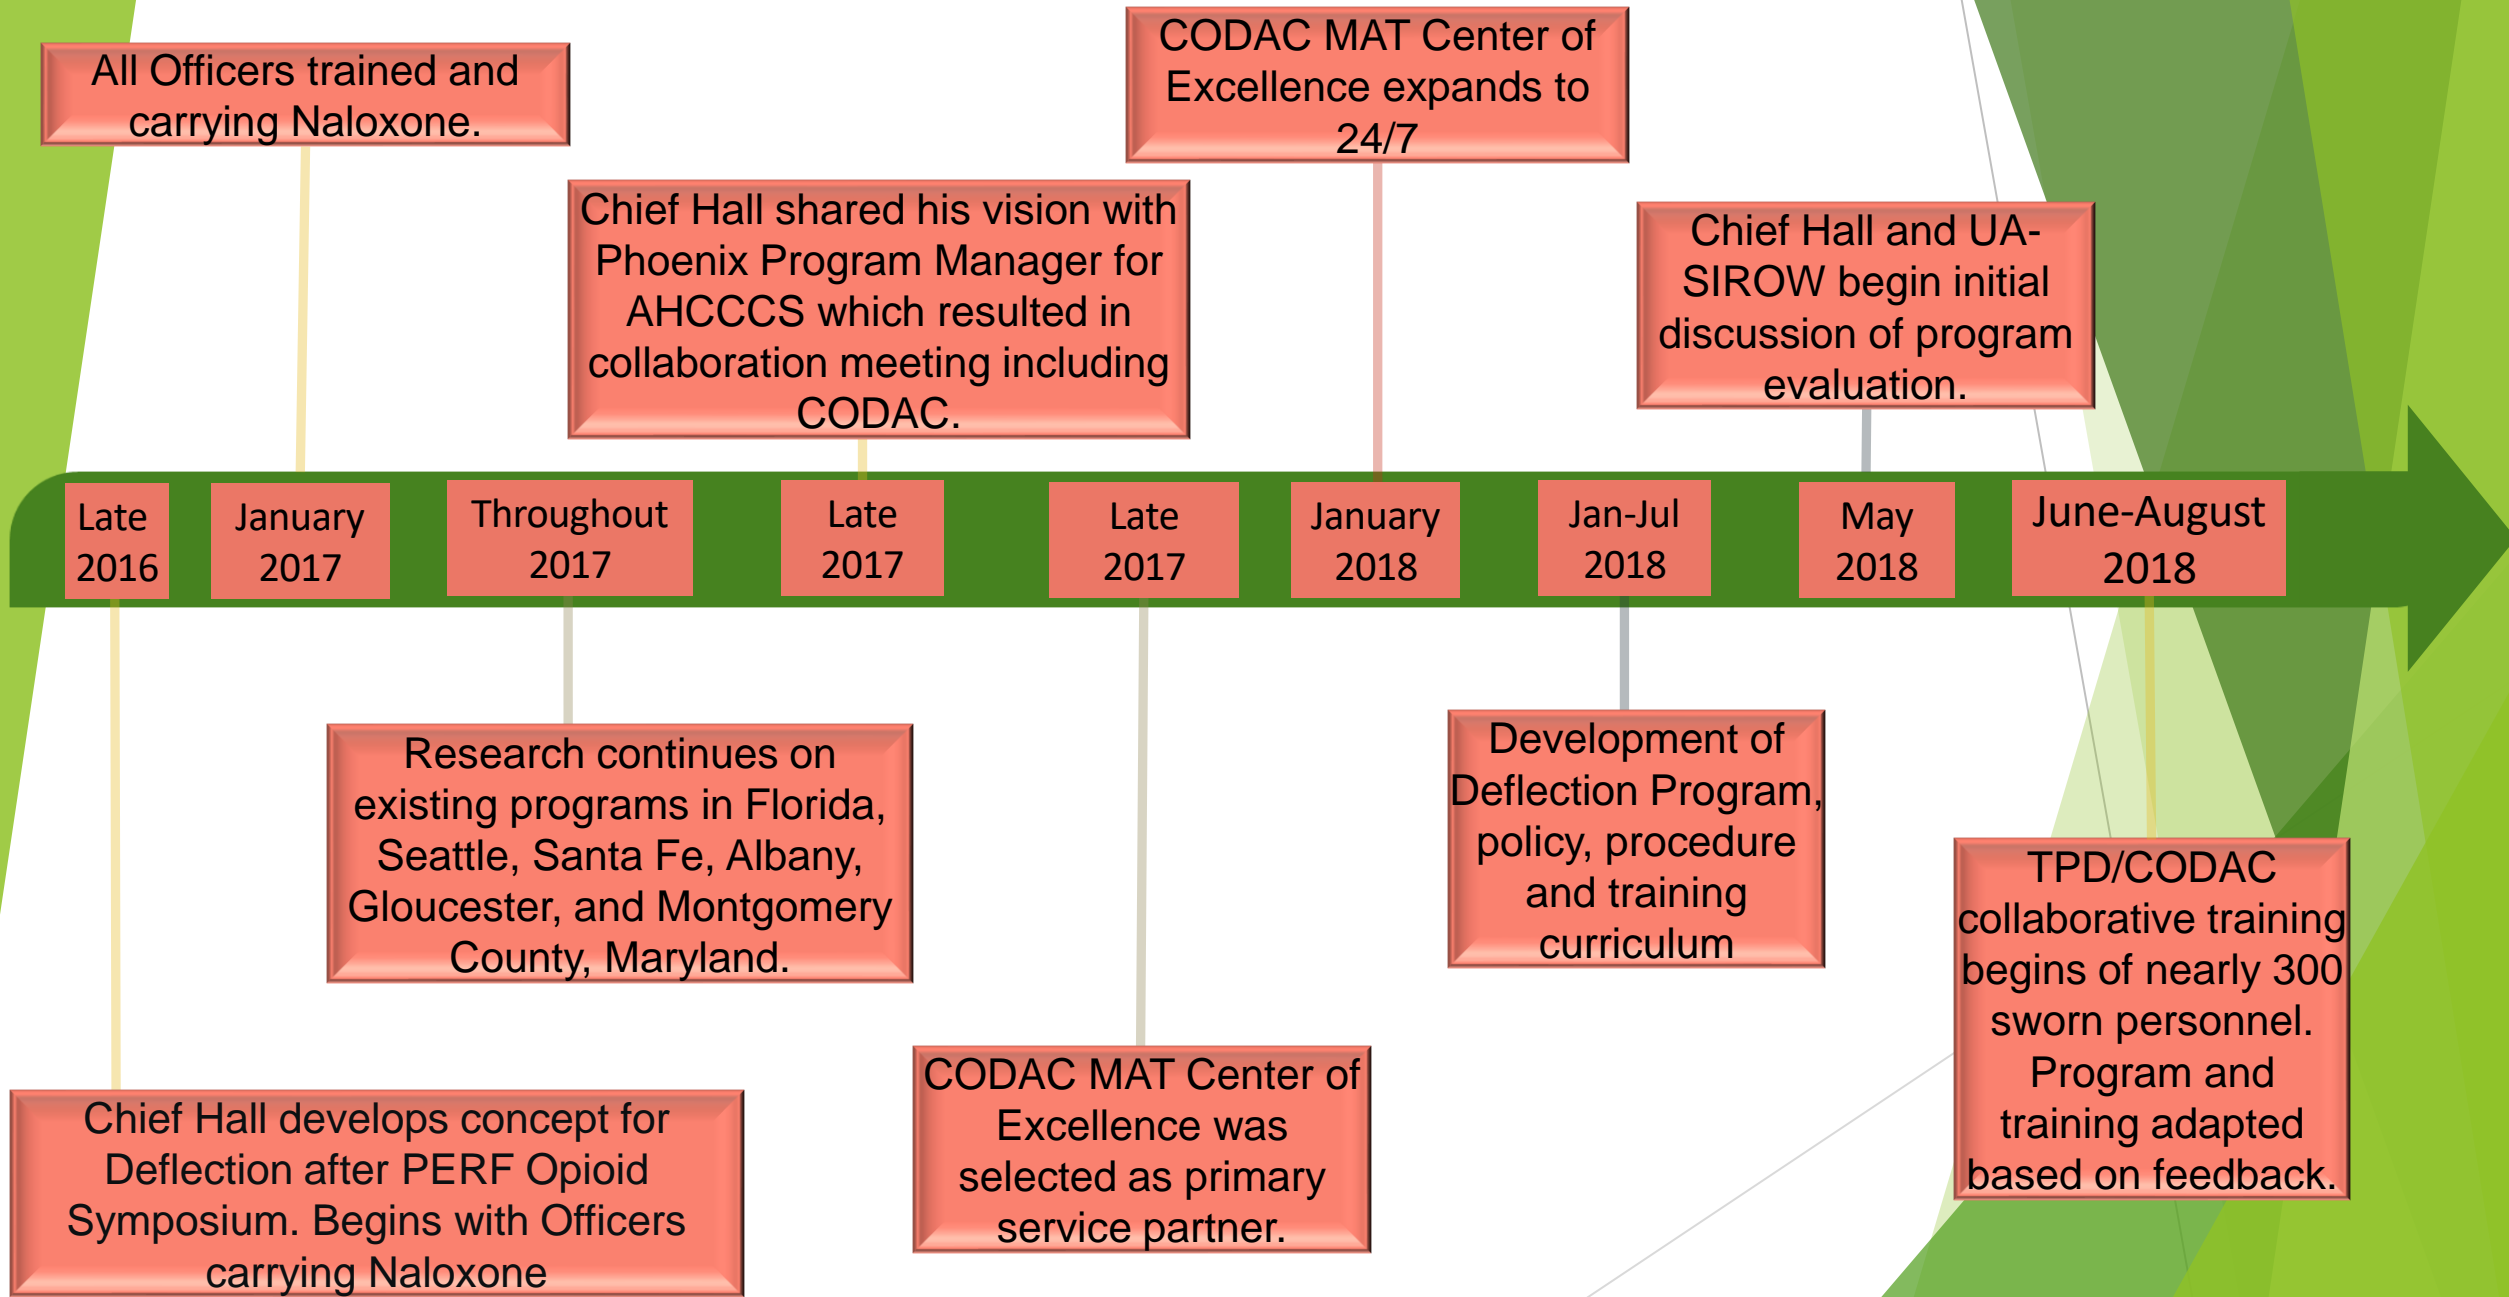 All Officers trained and
carrying Naloxone.
CODAC MAT Center of
Excellence expands to
24/7
Chief Hall shared his vision with
Phoenix Program Manager for
AHCCCS which resulted in
collaboration meeting including
CODAC.
Chief Hall and UA-
SIROW begin initial
discussion of program
evaluation.
Late
2016
January
2017
Throughout
2017
Late
2017
Late
2017
January
2018
Jan-Jul
2018
May
2018
June-August
2018
Research continues on
existing programs in Florida,
Seattle, Santa Fe, Albany,
Gloucester, and Montgomery
County, Maryland.
Development of
Deflection Program,
policy, procedure
and training
curriculum
TPD/CODAC
collaborative training
begins of nearly 300
sworn personnel.
Program and
training adapted
based on feedback.
CODAC MAT Center of
Excellence was
selected as primary
service partner.
Chief Hall develops concept for
Deflection after PERF Opioid
Symposium. Begins with Officers
carrying Naloxone